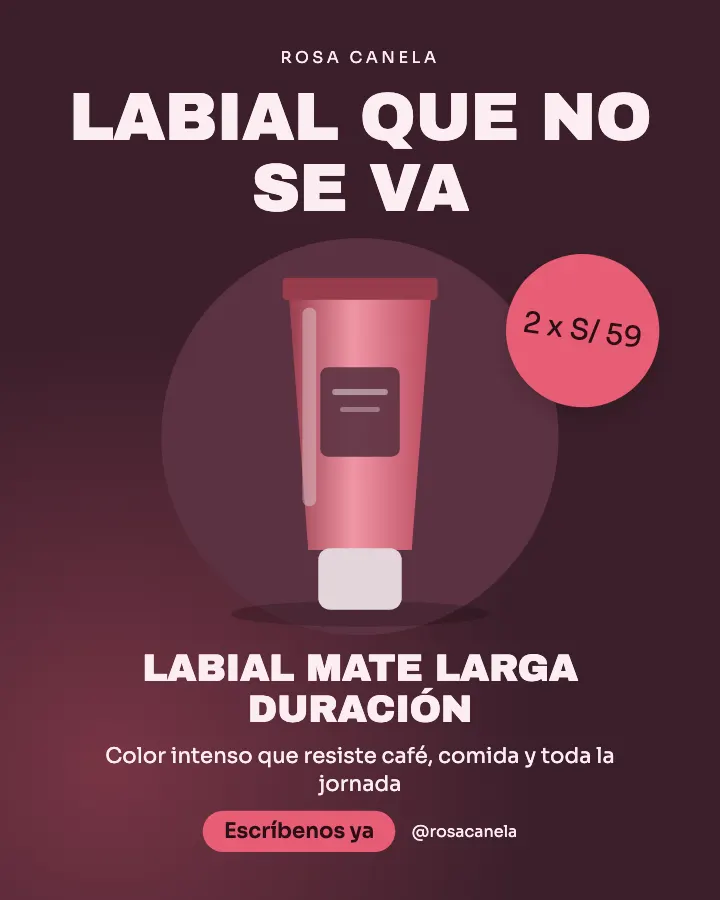 ROSA CANELA
LABIAL QUE NO
SE VA
2 x S/ 59
LABIAL MATE LARGA
DURACIÓN
Color intenso que resiste café, comida y toda la
jornada
Escríbenos ya
@rosacanela